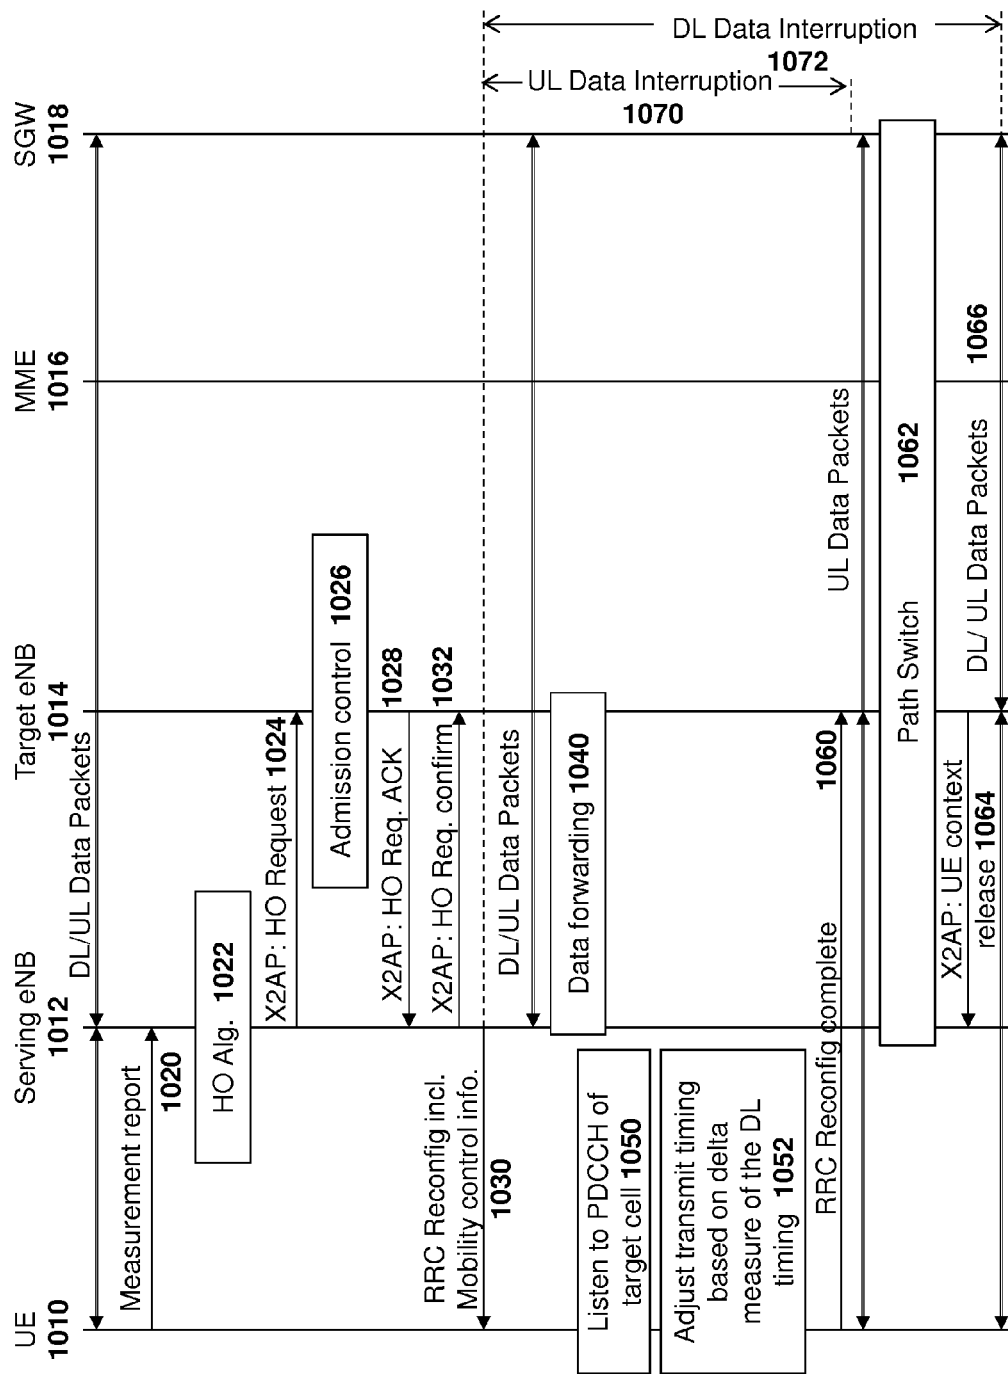 UE
1010
Serving eNB
1012
Target eNB
1014
MME
1016
SGW
1018
DL/UL Data Packets
Measurement report
1020
HO Alg. 1022
X2AP: HO Request 1024
Admission control 1026
X2AP: HO Req. ACK
1028
X2AP: HO Req. confirm
1032
RRC Reconfig incl.
Mobility control info.
1030
DL/UL Data Packets
Data forwarding 1040
Listen to PDCCH of
target cell 1050
Adjust transmit timing
based on delta
measure of the DL
timing 1052
RRC Reconfig complete
1060
UL Data Packets
Path Switch
1062
X2AP: UE context
release 1064
DL/ UL Data Packets
1066
UL Data Interruption
1070
DL Data Interruption
1072